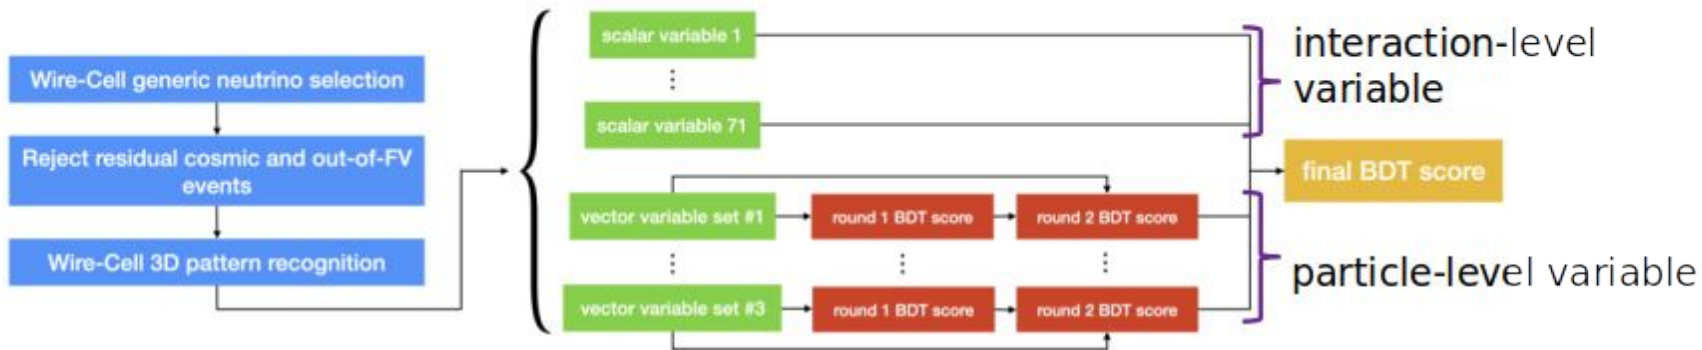 Wire-Cell generic neutrino selection
Reject residual cosmic and out-of-FV
events
Wire-Cell 3D pattern recognition
scalar variable 1
scalar variable 71
vector variable set #1
round 1 BDT score
round 2 BDT score
vector variable set #3
round 1 BDT score
round 2 BDT score
interaction-level
variable
final BDT score
particle-level variable